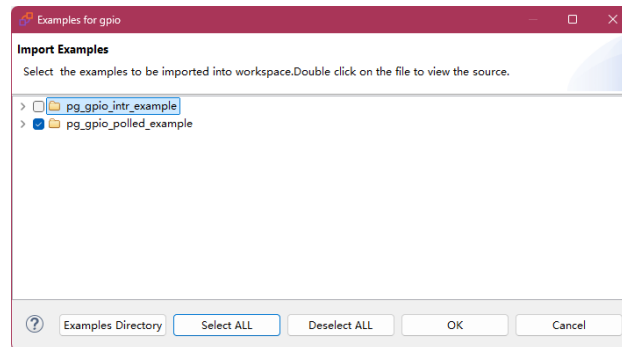 Examples for gpio
Import Examples
Select the examples to be imported into workspace.Double click on the file to view the source.
pg_gpio_intr_example
pg_gpio_polled_example
Examples Directory
Select ALL
Deselect ALL
OK
Cancel